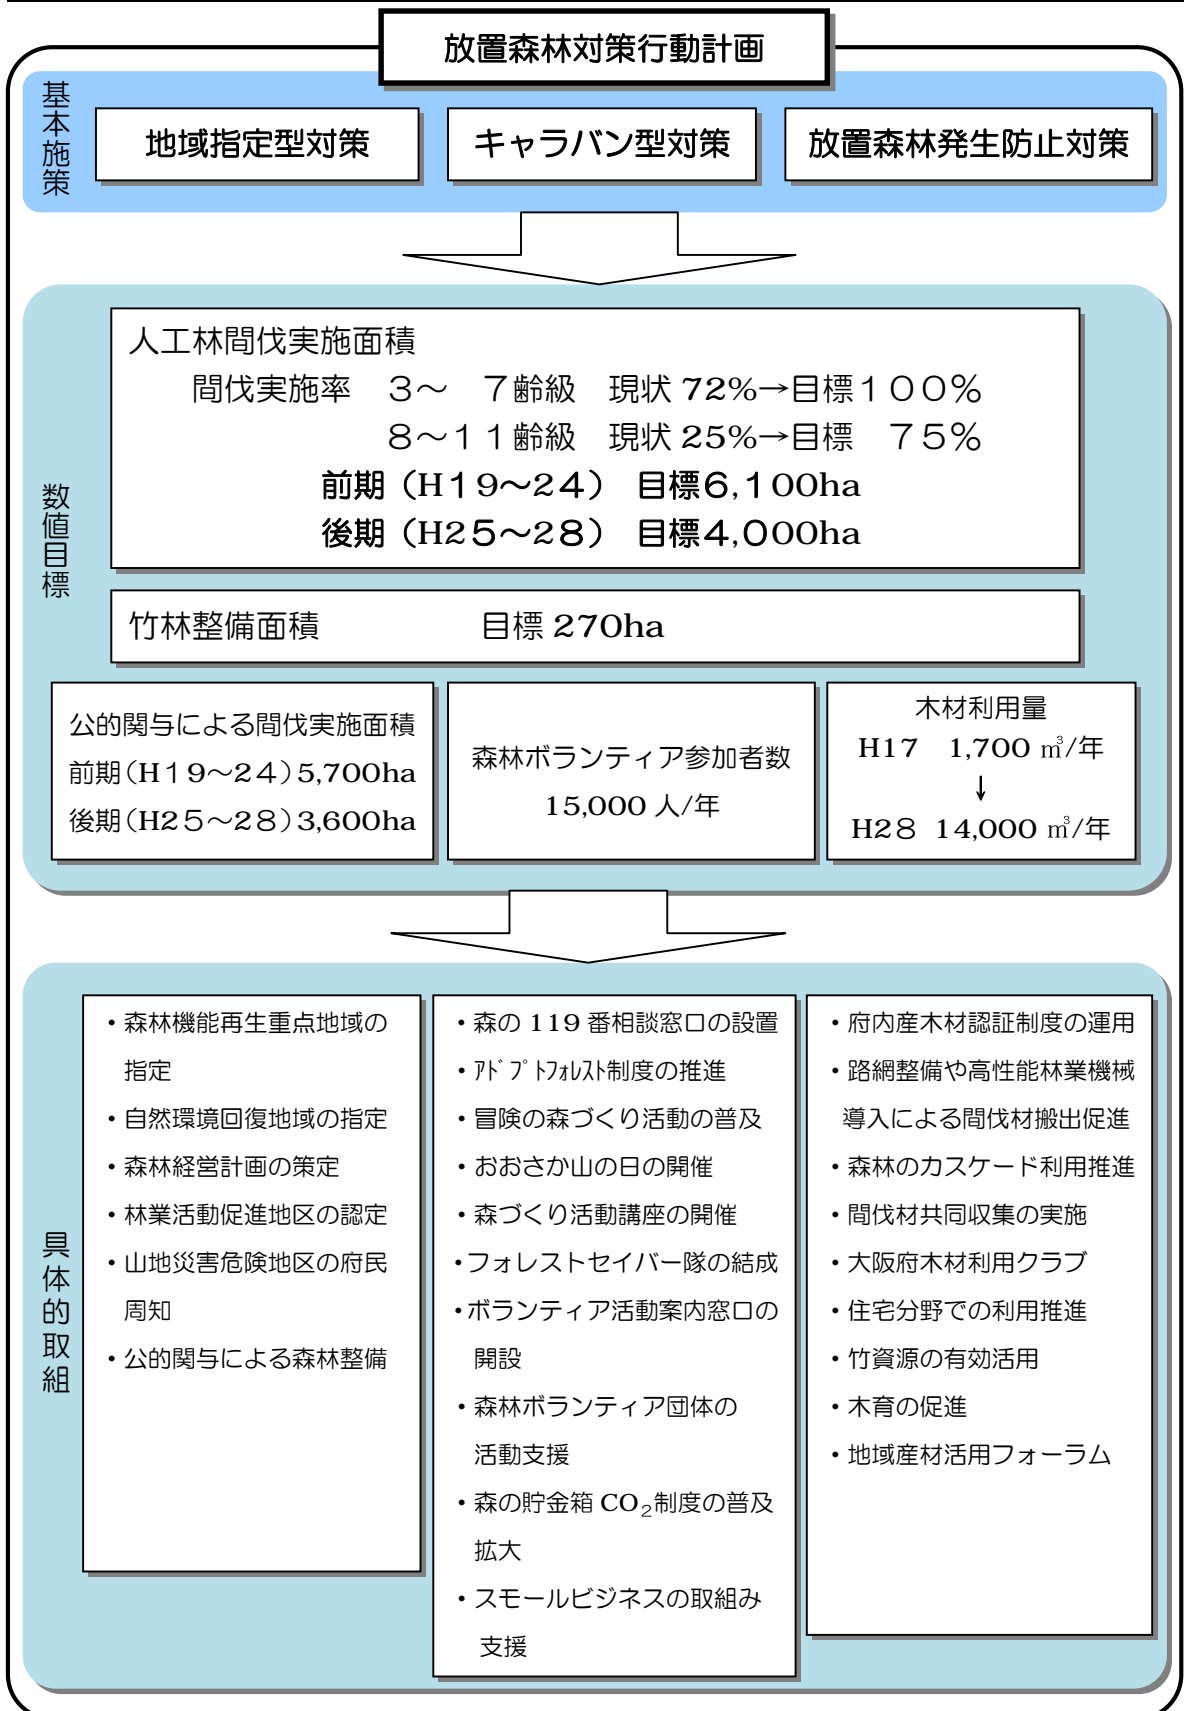 放置森林対策行動計画
基本施策
地域指定型対策
キャラバン型対策
放置森林発生防止対策
数値目標
人工林間伐実施面積
間伐実施率　３～　７齢級　現状 72%→目標１００％
８～１１齢級　現状 25%→目標　７５％
前期（H１９～２４）　目標６,１００ha
後期（H２５～２８）　目標４,０００ha
竹林整備面積　　　　　目標 270ha
公的関与による間伐実施面積
前期（H１９～２４）5,700ha
後期（H２５～２８）3,600ha
森林ボランティア参加者数
15,000 人/年
木材利用量
H17　1,700 ㎥/年
↓
H２８　14,000 ㎥/年
具体的取組
・森林機能再生重点地域の
指定
・自然環境回復地域の指定
・森林経営計画の策定
・林業活動促進地区の認定
・山地災害危険地区の府民
周知
・公的関与による森林整備
・森の 119 番相談窓口の設置
・ｱﾄﾞﾌﾟﾄﾌｫﾚｽﾄ制度の推進
・冒険の森づくり活動の普及
・おおさか山の日の開催
・森づくり活動講座の開催
・フォレストセイバー隊の結成
・ボランティア活動案内窓口の
開設
・森林ボランティア団体の
活動支援
・森の貯金箱 CO₂制度の普及
拡大
・スモールビジネスの取組み
支援
・府内産木材認証制度の運用
・路網整備や高性能林業機械
導入による間伐材搬出促進
・森林のカスケード利用推進
・間伐材共同収集の実施
・大阪府木材利用クラブ
・住宅分野での利用推進
・竹資源の有効活用
・木育の促進
・地域産材活用フォーラム